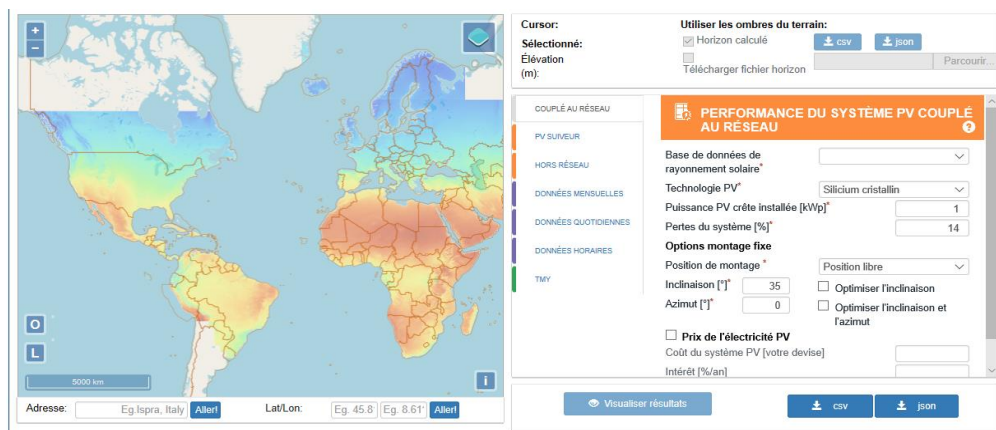 +
−
O
L
5000 km
i
Adresse:
Eg.Ispra, Italy
Aller!
Lat/Lon:
Eg. 45.8
Eg. 8.61
Aller!
Cursor:
Sélectionné:
Élévation
(m):
Utiliser les ombres du terrain:
Horizon calculé
csv
json
Télécharger fichier horizon
Parcourir...
COUPLÉ AU RÉSEAU
PV SUIVEUR
HORS RÉSEAU
DONNÉES MENSUELLES
DONNÉES QUOTIDIENNES
DONNÉES HORAIRES
TMY
PERFORMANCE DU SYSTÈME PV COUPLÉ
AU RÉSEAU
?
Base de données de
rayonnement solaire*
Technologie PV*
Silicium cristallin
Puissance PV crête installée [kWp]*
1
Pertes du système [%]*
14
Options montage fixe
Position de montage *
Position libre
Inclinaison [°]*
35
Optimiser l'inclinaison
Azimut [°]*
0
Optimiser l'inclinaison et
l'azimut
Prix de l'électricité PV
Coût du système PV [votre devise]
Intérêt [%/an]
Visualiser résultats
csv
json